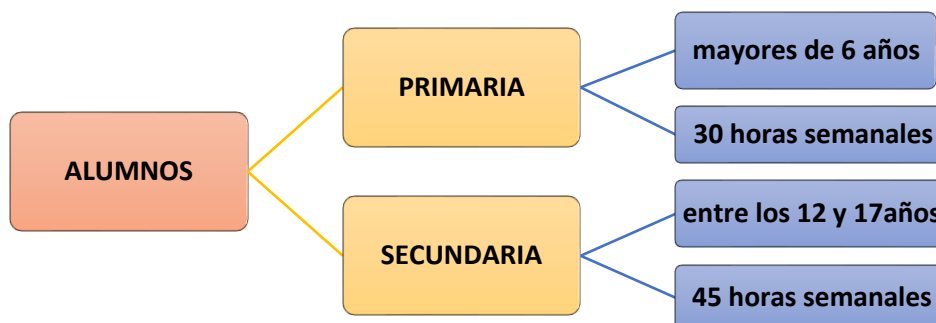 ALUMNOS
PRIMARIA
mayores de 6 años
30 horas semanales
SECUNDARIA
entre los 12 y 17años
45 horas semanales